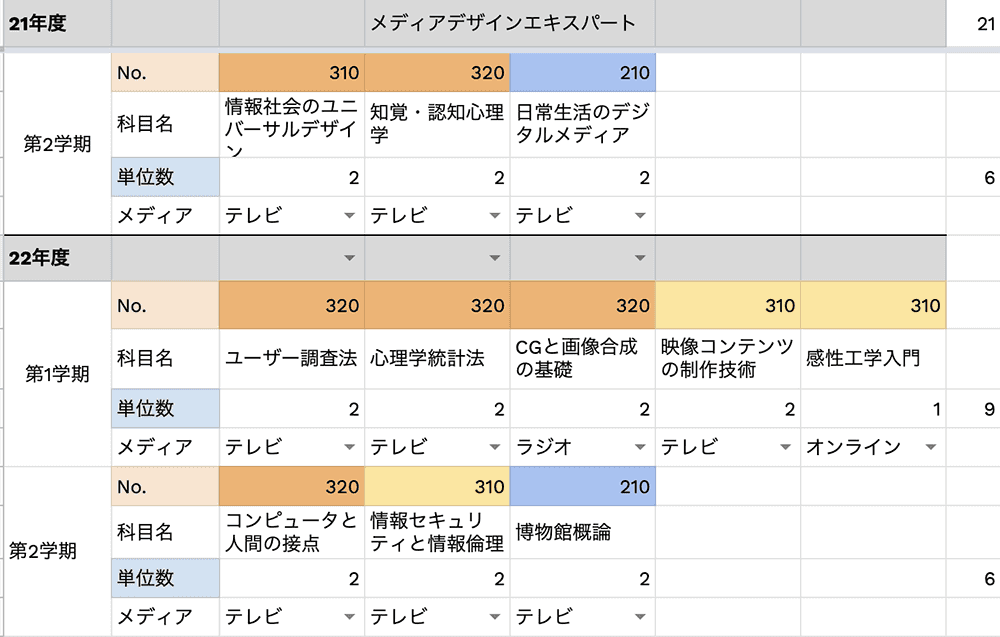 21年度 メディアデザインエキスパート 21
No. 310 320 210
科目名 情報社会のユニバーサルデザイン 知覚・認知心理学 日常生活のデジタルメディア
第2学期
単位数 2 2 2 6
メディア テレビ テレビ テレビ
22年度
No. 320 320 320 310 310
科目名 ユーザー調査法 心理学統計法 CGと画像合成の基礎 映像コンテンツの制作技術 感性工学入門
第1学期
単位数 2 2 2 2 1 9
メディア テレビ テレビ ラジオ テレビ オンライン
No. 320 310 210
科目名 コンピュータと人間の接点 情報セキュリティと情報倫理 博物館概論
第2学期
単位数 2 2 2 6
メディア テレビ テレビ テレビ